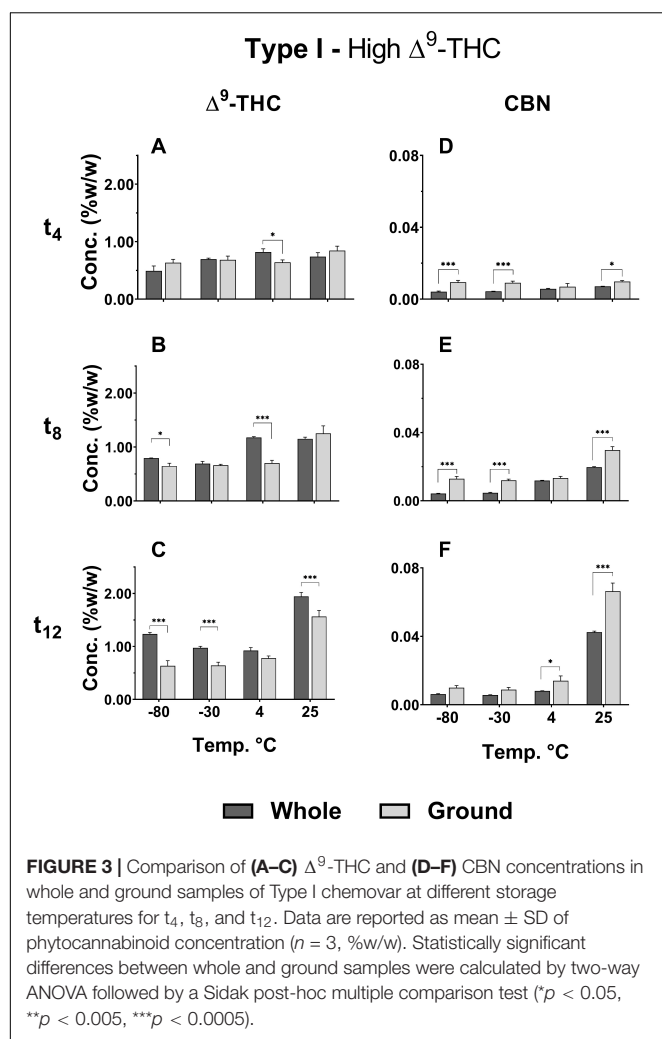 Type I - High Δ⁹-THC
Δ⁹-THC
CBN
t₄
A
Conc. (%w/w)
2.00
1.00
0.00
*
D
0.08
0.04
0.00
***
***
*
t₈
B
Conc. (%w/w)
2.00
1.00
0.00
*
***
E
0.08
0.04
0.00
***
***
***
t₁₂
C
Conc. (%w/w)
2.00
1.00
0.00
***
***
***
-80
-30
4
25
Temp. °C
F
0.08
0.04
0.00
*
***
-80
-30
4
25
Temp. °C
Whole
Ground
FIGURE 3 | Comparison of (A–C) Δ⁹-THC and (D–F) CBN concentrations in
whole and ground samples of Type I chemovar at different storage
temperatures for t₄, t₈, and t₁₂. Data are reported as mean ± SD of
phytocannabinoid concentration (n = 3, %w/w). Statistically significant
differences between whole and ground samples were calculated by two-way
ANOVA followed by a Sidak post-hoc multiple comparison test (*p < 0.05,
**p < 0.005, ***p < 0.0005).